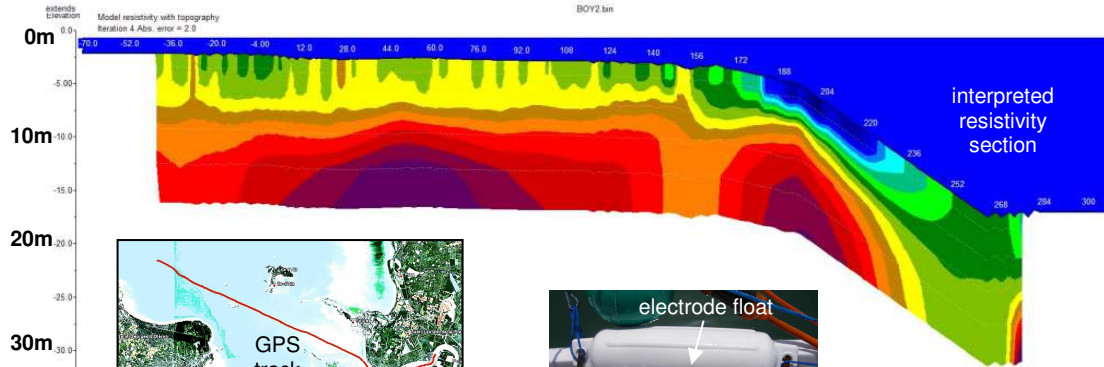 extends
Elevation
Model resistivity with topography
Iteration 4 Abs. error = 2.0
BOY2.bin
0m
10m
20m
30m
0.0
-5.00
-10.0
-15.0
-20.0
-25.0
-30.0
-70.0 -52.0 -36.0 -20.0 -4.00 12.0 28.0 44.0 60.0 76.0 92.0 108 124 140 156 172 188 204 220 236 252 268 284 300
interpreted
resistivity
section
GPS
track
electrode float